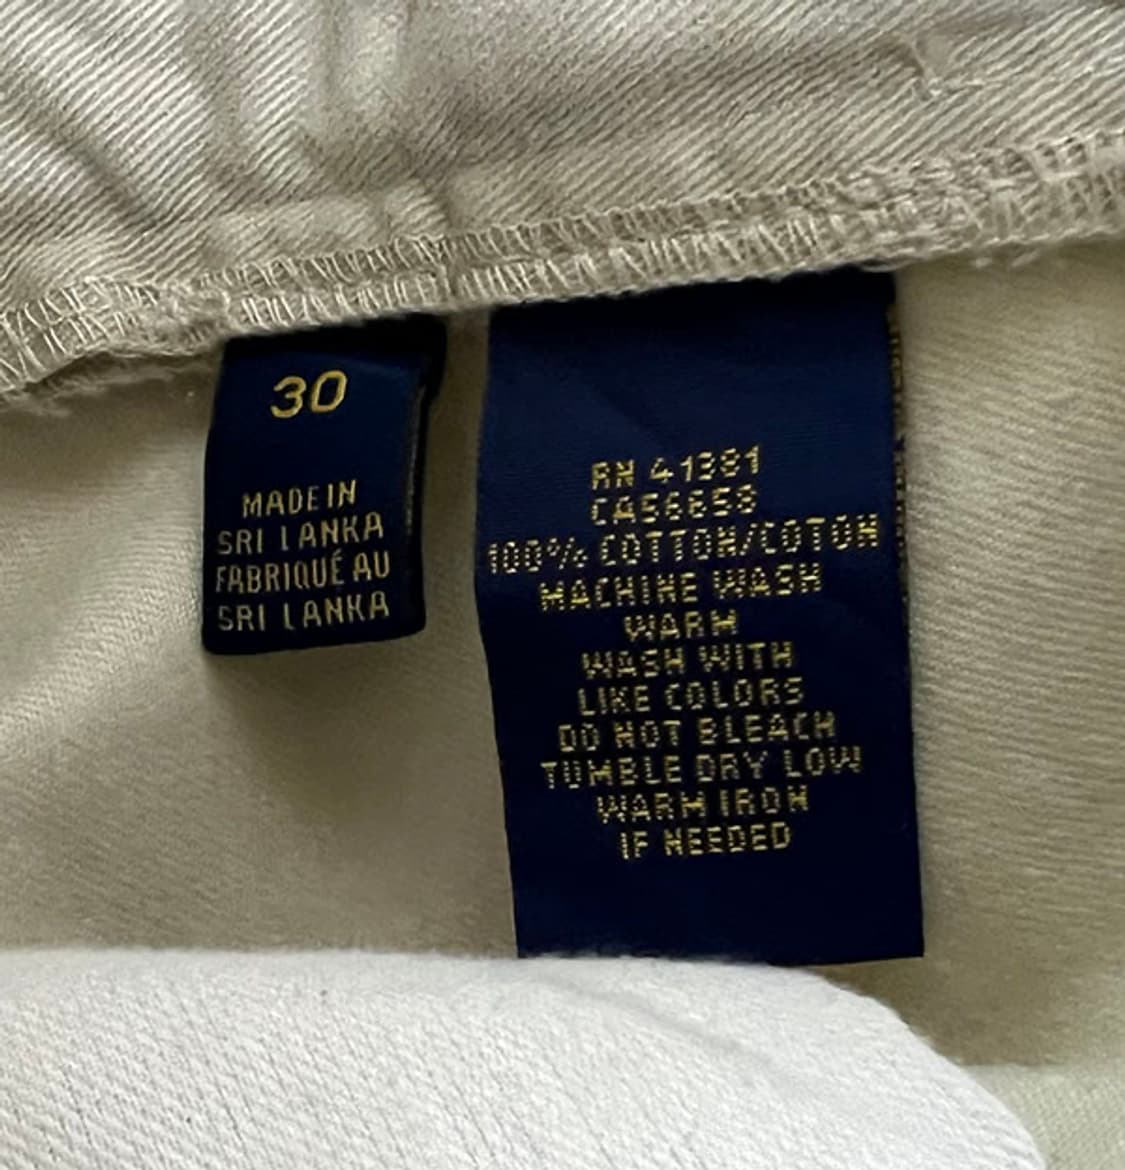 30
MADE IN
SRI LANKA
FABRIQUÉ AU
SRI LANKA
RN 41381
CA56658
100% COTTON/COTON
MACHINE WASH
WARM
WASH WITH
LIKE COLORS
DO NOT BLEACH
TUMBLE DRY LOW
WARM IRON
IF NEEDED